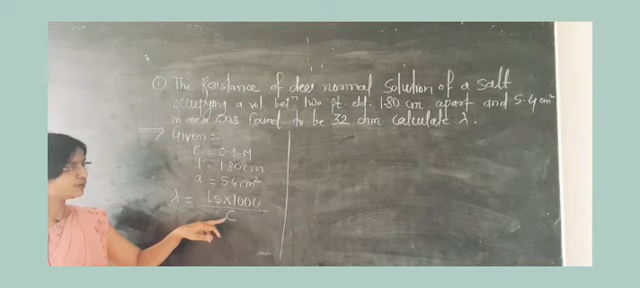 ① The Resistance of deci normal Solution of a salt
occupying a vol betn two pt. eld. 1.80 cm apart and 5.4 cm²
in area was found to be 32 ohm calculate λ.
⇒ Given:-
C = 0.1 M
l = 1.80 cm
a = 5.4 cm²
λ = LS×1000
C